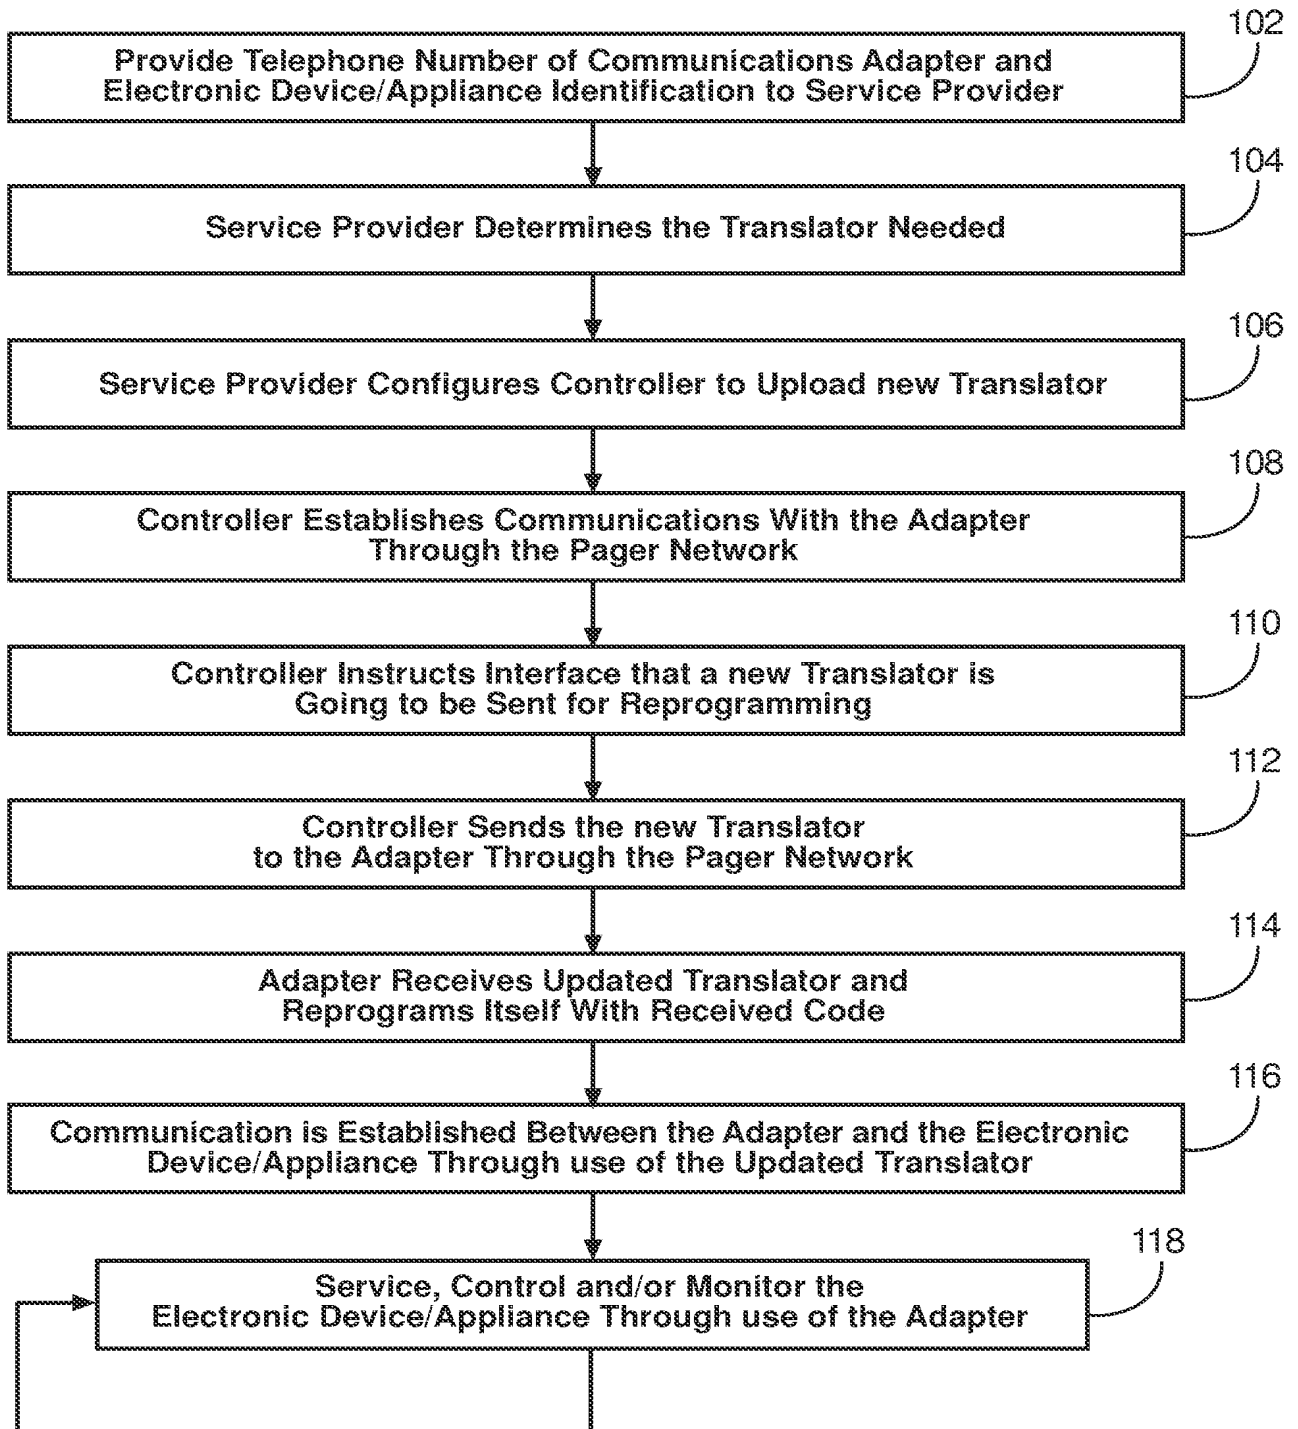 102
Provide Telephone Number of Communications Adapter and
Electronic Device/Appliance Identification to Service Provider
104
Service Provider Determines the Translator Needed
106
Service Provider Configures Controller to Upload new Translator
108
Controller Establishes Communications With the Adapter
Through the Pager Network
110
Controller Instructs Interface that a new Translator is
Going to be Sent for Reprogramming
112
Controller Sends the new Translator
to the Adapter Through the Pager Network
114
Adapter Receives Updated Translator and
Reprograms Itself With Received Code
116
Communication is Established Between the Adapter and the Electronic
Device/Appliance Through use of the Updated Translator
118
Service, Control and/or Monitor the
Electronic Device/Appliance Through use of the Adapter